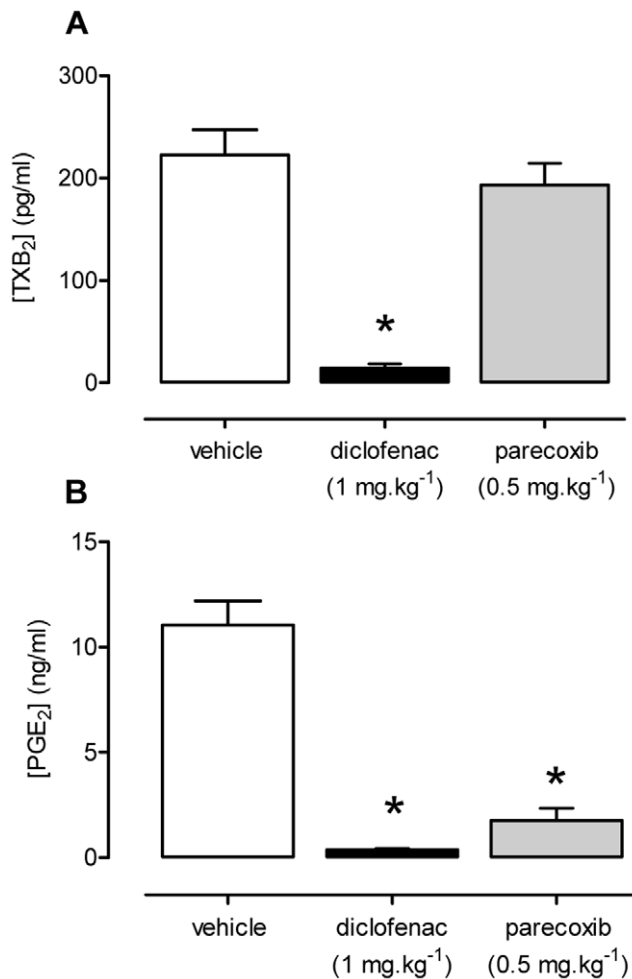 A
300
200
100
0
[TXB₂] (pg/ml)
*
vehicle
diclofenac
(1 mg.kg⁻¹)
parecoxib
(0.5 mg.kg⁻¹)
B
15
10
5
0
[PGE₂] (ng/ml)
*
*
vehicle
diclofenac
(1 mg.kg⁻¹)
parecoxib
(0.5 mg.kg⁻¹)